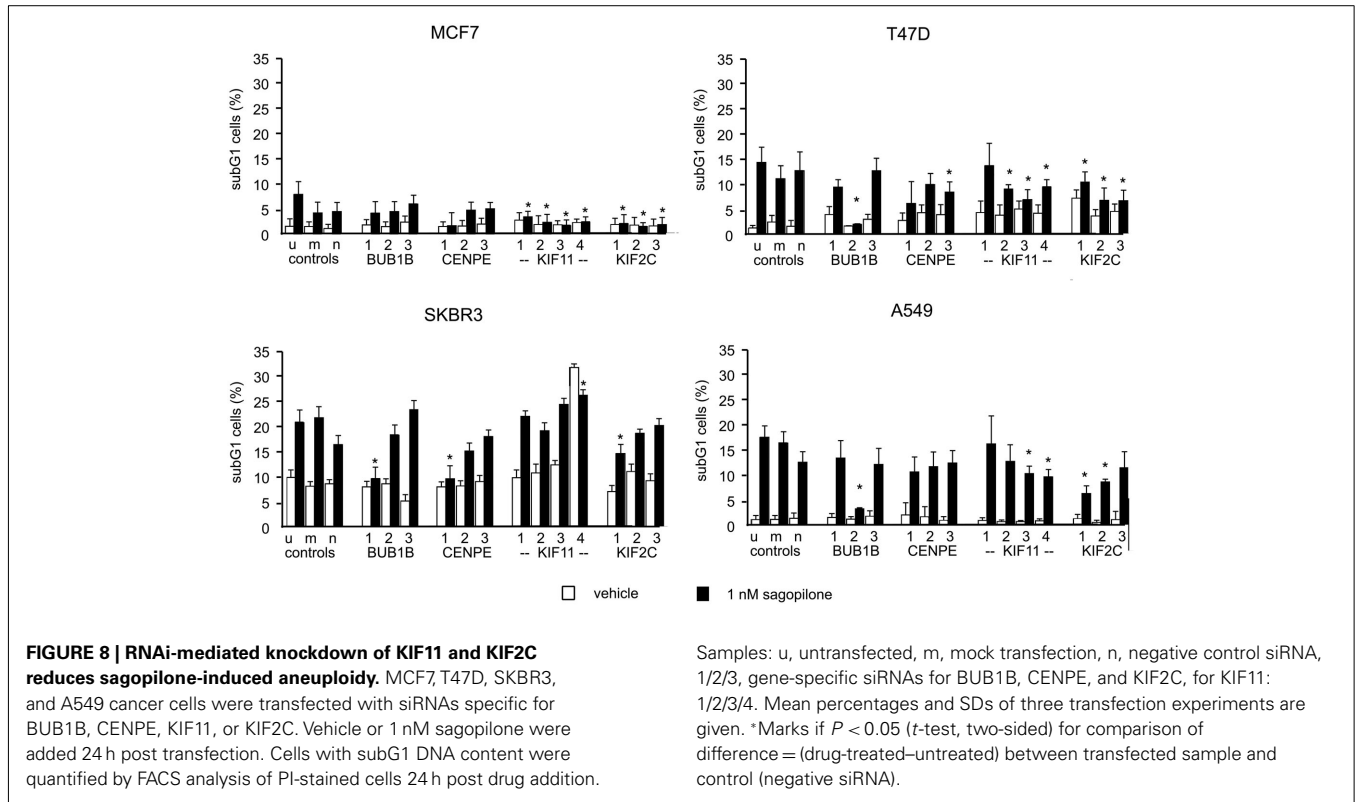 MCF7
35
30
25
20
15
10
5
0
subG1 cells (%)
* * * *
* * *
u m n 1 2 3 1 2 3 1 2 3 4 1 2 3
controls BUB1B CENPE -- KIF11 -- KIF2C
T47D
35
30
25
20
15
10
5
0
subG1 cells (%)
* * * * * * * *
u m n 1 2 3 1 2 3 1 2 3 4 1 2 3
controls BUB1B CENPE -- KIF11 -- KIF2C
SKBR3
35
30
25
20
15
10
5
0
subG1 cells (%)
* * * *
u m n 1 2 3 1 2 3 1 2 3 4 1 2 3
controls BUB1B CENPE -- KIF11 -- KIF2C
A549
35
30
25
20
15
10
5
0
subG1 cells (%)
* * * * *
u m n 1 2 3 1 2 3 1 2 3 4 1 2 3
controls BUB1B CENPE -- KIF11 -- KIF2C
vehicle 1 nM sagopilone
FIGURE 8 | RNAi-mediated knockdown of KIF11 and KIF2C
reduces sagopilone-induced aneuploidy. MCF7, T47D, SKBR3,
and A549 cancer cells were transfected with siRNAs specific for
BUB1B, CENPE, KIF11, or KIF2C. Vehicle or 1 nM sagopilone were
added 24 h post transfection. Cells with subG1 DNA content were
quantified by FACS analysis of PI-stained cells 24 h post drug addition.
Samples: u, untransfected, m, mock transfection, n, negative control siRNA,
1/2/3, gene-specific siRNAs for BUB1B, CENPE, and KIF2C, for KIF11:
1/2/3/4. Mean percentages and SDs of three transfection experiments are
given. *Marks if P < 0.05 (t-test, two-sided) for comparison of
difference = (drug-treated–untreated) between transfected sample and
control (negative siRNA).